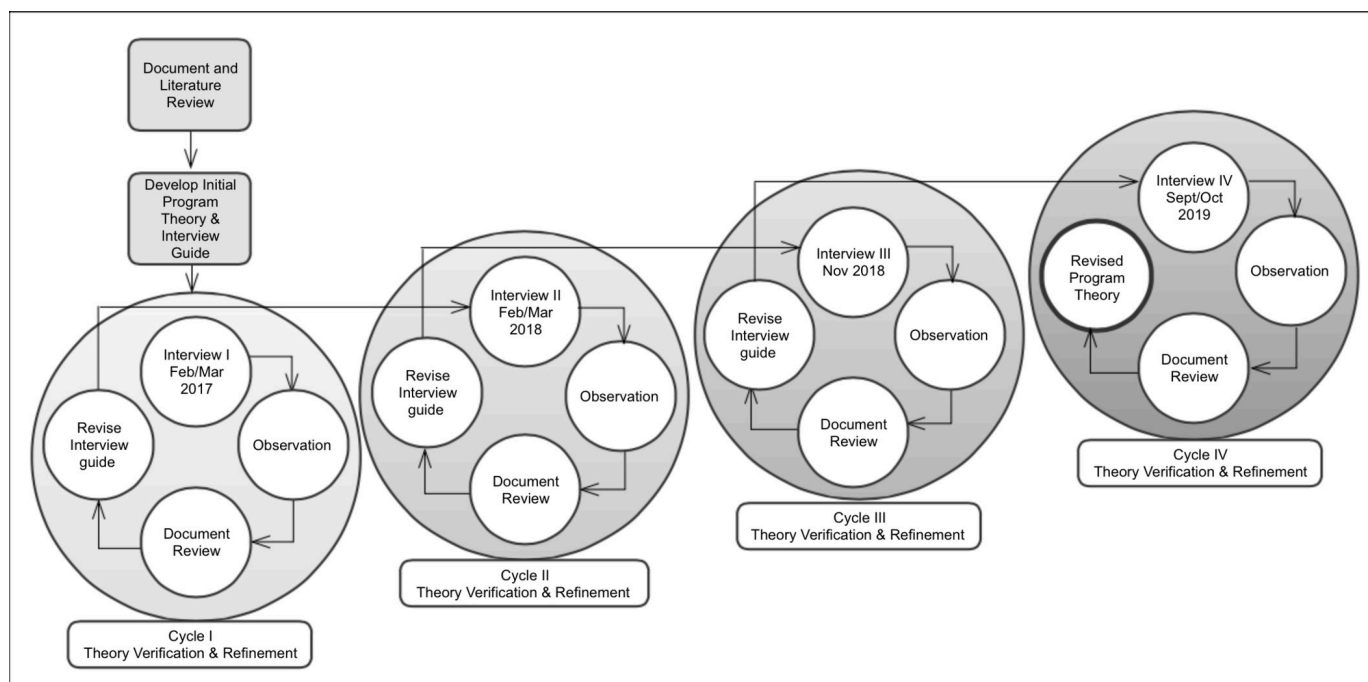 Document and
Literature
Review
Develop Initial
Program
Theory &
Interview
Guide
Interview I
Feb/Mar
2017
Observation
Document
Review
Revise
Interview
guide
Cycle I
Theory Verification & Refinement
Interview II
Feb/Mar
2018
Observation
Document
Review
Revise
Interview
guide
Cycle II
Theory Verification & Refinement
Interview III
Nov 2018
Observation
Document
Review
Revise
Interview
guide
Cycle III
Theory Verification & Refinement
Interview IV
Sept/Oct
2019
Observation
Document
Review
Revised
Program
Theory
Cycle IV
Theory Verification & Refinement